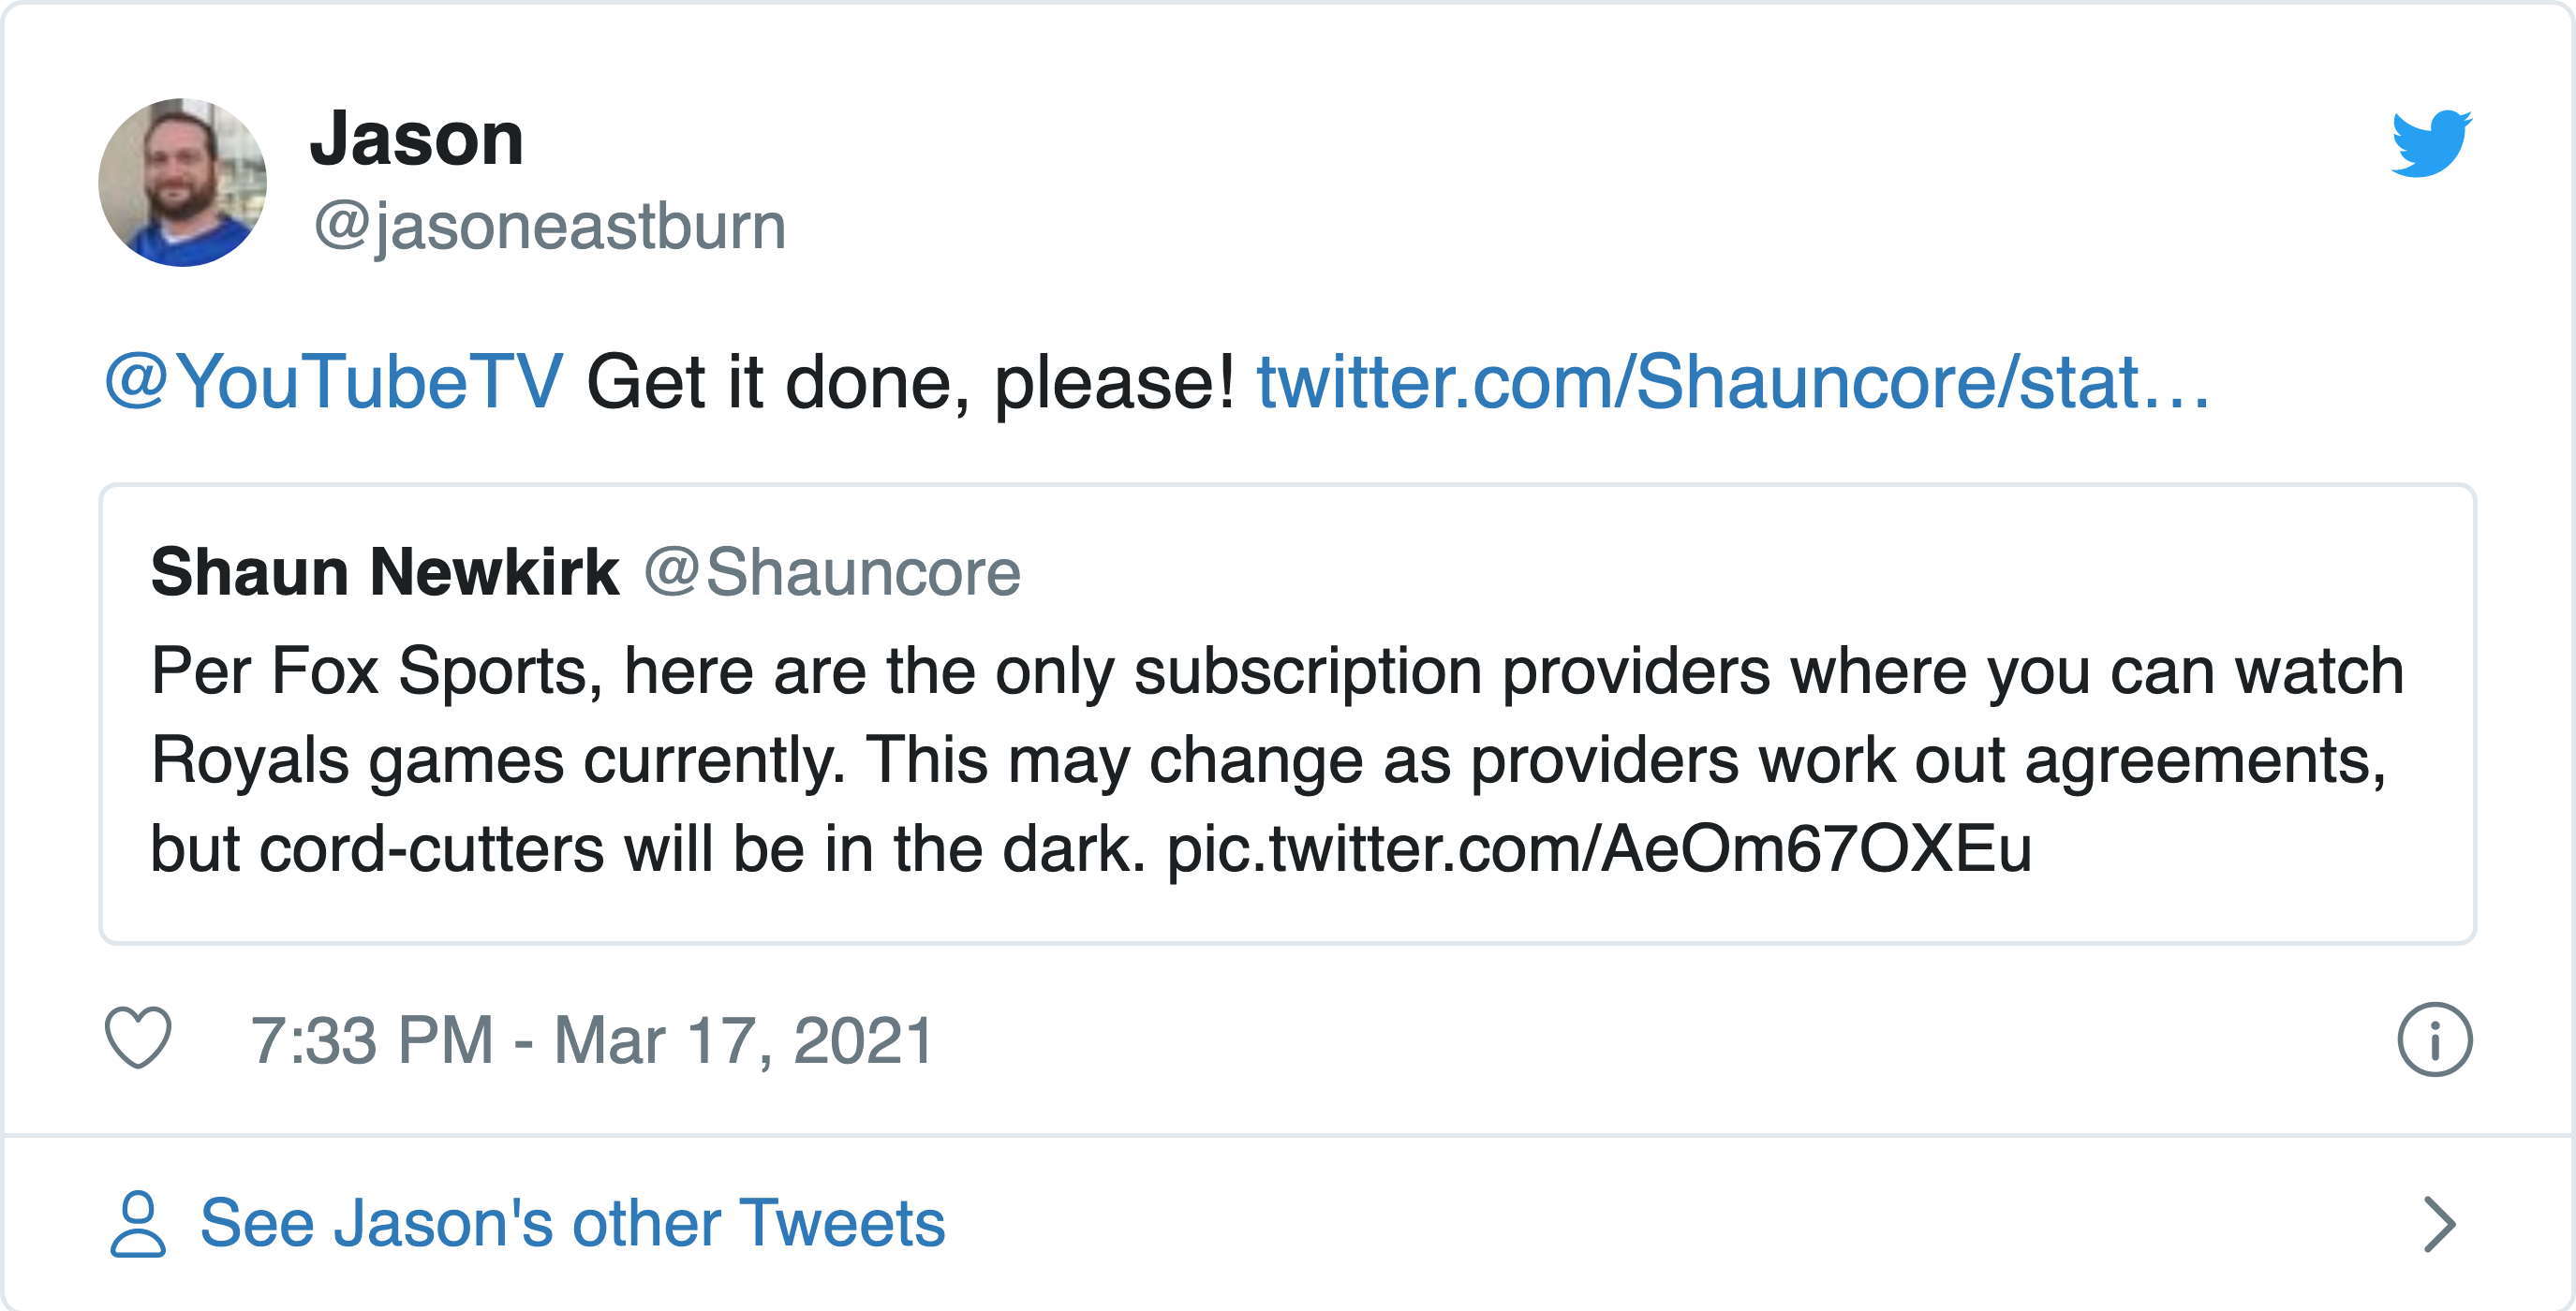 Jason
@jasoneastburn
@YouTubeTV Get it done, please! twitter.com/Shauncore/stat…
Shaun Newkirk @Shauncore
Per Fox Sports, here are the only subscription providers where you can watch
Royals games currently. This may change as providers work out agreements,
but cord-cutters will be in the dark. pic.twitter.com/AeOm67OXEu
7:33 PM - Mar 17, 2021
See Jason's other Tweets